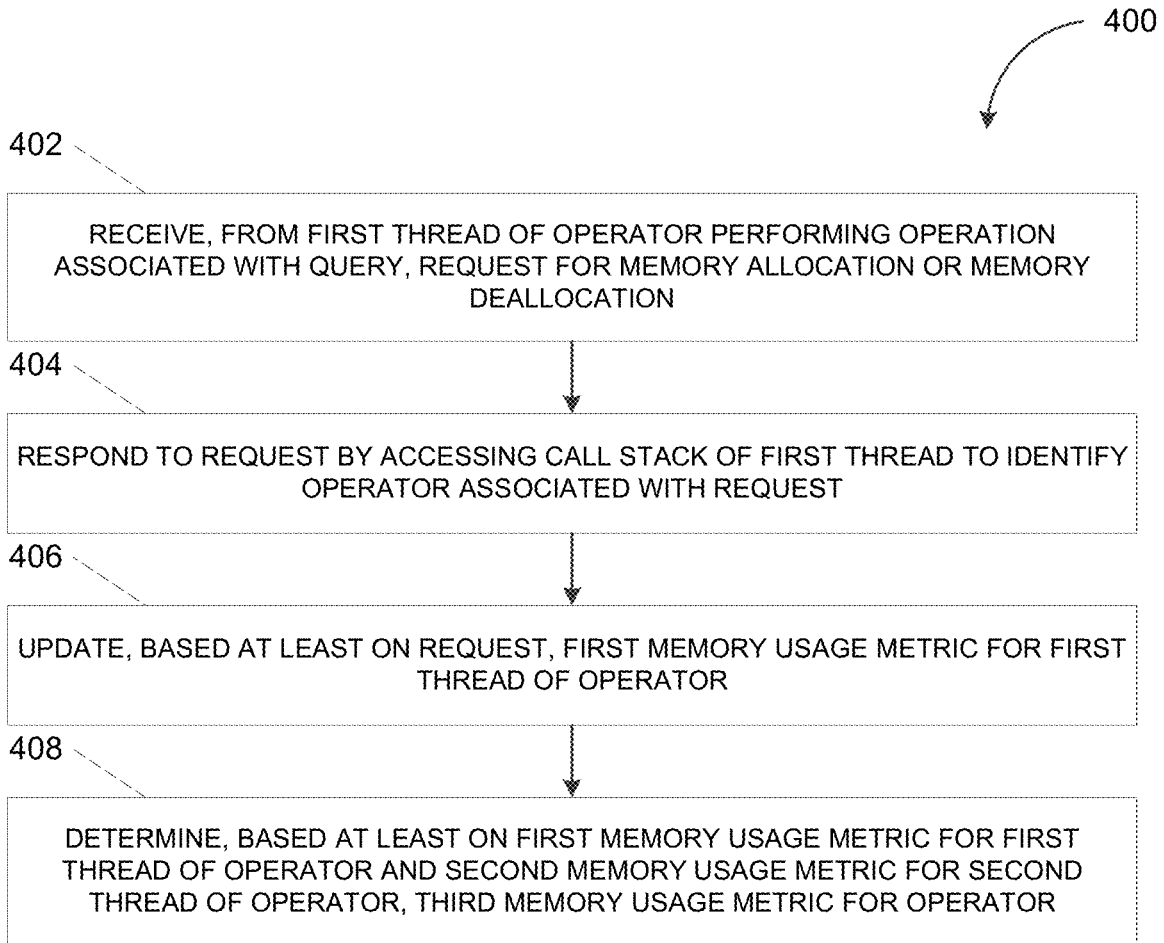 400
402
RECEIVE, FROM FIRST THREAD OF OPERATOR PERFORMING OPERATION
ASSOCIATED WITH QUERY, REQUEST FOR MEMORY ALLOCATION OR MEMORY
DEALLOCATION
404
RESPOND TO REQUEST BY ACCESSING CALL STACK OF FIRST THREAD TO IDENTIFY
OPERATOR ASSOCIATED WITH REQUEST
406
UPDATE, BASED AT LEAST ON REQUEST, FIRST MEMORY USAGE METRIC FOR FIRST
THREAD OF OPERATOR
408
DETERMINE, BASED AT LEAST ON FIRST MEMORY USAGE METRIC FOR FIRST
THREAD OF OPERATOR AND SECOND MEMORY USAGE METRIC FOR SECOND
THREAD OF OPERATOR, THIRD MEMORY USAGE METRIC FOR OPERATOR